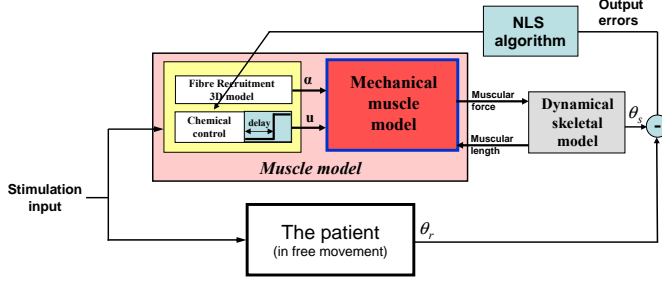 Output
errors
NLS
algorithm
Fibre Recruitment
3D model
α
Chemical
control
delay
u
Mechanical
muscle
model
Muscle model
Muscular
force
Muscular
length
Dynamical
skeletal
model
θs
-
Stimulation
input
The patient
(in free movement)
θr